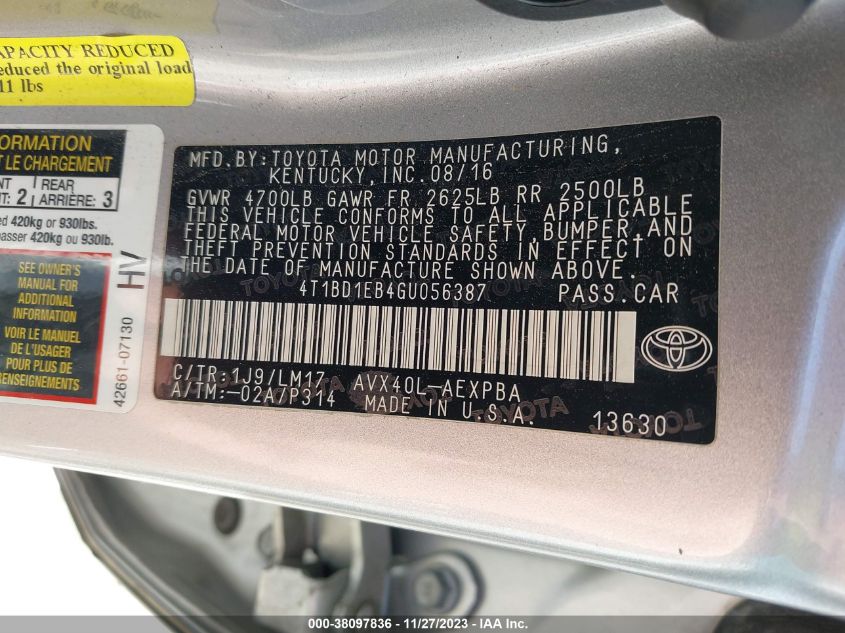 APACITY REDUCED
educed the original load
11 lbs
ORMATION
LE CHARGEMENT
NT
REAR
2
ARRIÈRE: 3
420kg or 930lbs.
passer 420kg ou 930lb.
SEE OWNER'S
MANUAL FOR
ADDITIONAL
INFORMATION
VOIR LE MANUEL
DE L'USAGER
POUR PLUS DE
RENSEIGNEMENTS
HV
42661-07130
MFD.BY:TOYOTA MOTOR MANUFACTURING,
KENTUCKY,INC.08/16
GVWR 4700LB GAWR FR 2625LB RR 2500LB
THIS VEHICLE CONFORMS TO ALL APPLICABLE
FEDERAL MOTOR VEHICLE SAFETY,BUMPER,AND
THEFT PREVENTION STANDARDS IN EFFECT ON
THE DATE OF MANUFACTURE SHOWN ABOVE.
4T1BD1EB4GU056387 PASS.CAR
C/TR:1J9/LM17 AVX40L-AEXPBA
A/TM:-02A/P314 MADE IN U.S.A. 13630
000-38097836 - 11/27/2023 - IAA Inc.